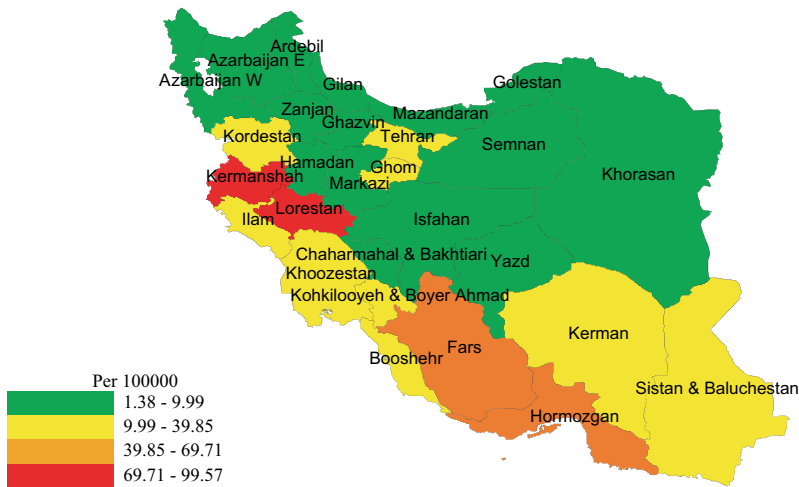 Ardebil
Azarbaijan E
Azarbaijan W
Gilan
Golestan
Zanjan
Mazandaran
Ghazvin
Kordestan
Tehran
Semnan
Hamadan
Ghom
Kermanshah
Markazi
Khorasan
Lorestan
Ilam
Isfahan
Chaharmahal & Bakhtiari
Yazd
Khoozestan
Kohkilooyeh & Boyer Ahmad
Kerman
Fars
Booshehr
Sistan & Baluchestan
Hormozgan
Per 100000
1.38 - 9.99
9.99 - 39.85
39.85 - 69.71
69.71 - 99.57